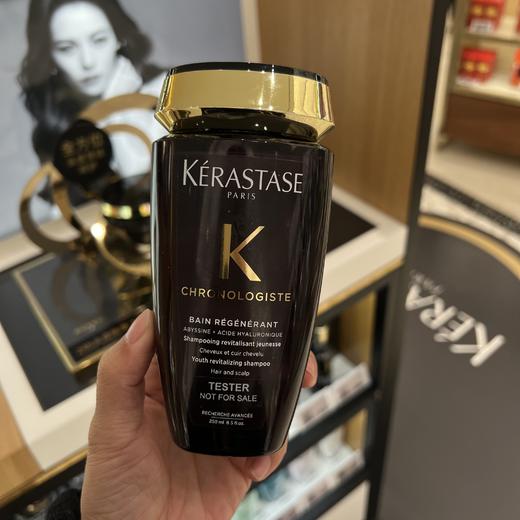 KÉRASTASE
PARIS
K
CHRONOLOGISTE
BAIN RÉGÉNÉRANT
ABYSSINE + ACIDE HYALURONIQUE
Shampooing revitalisant jeunesse
Cheveux et cuir chevelu
Youth revitalizing shampoo
Hair and scalp
TESTER
NOT FOR SALE
RECHERCHE AVANCÉE
250 ml 8.5 fl.oz.
KÉRA